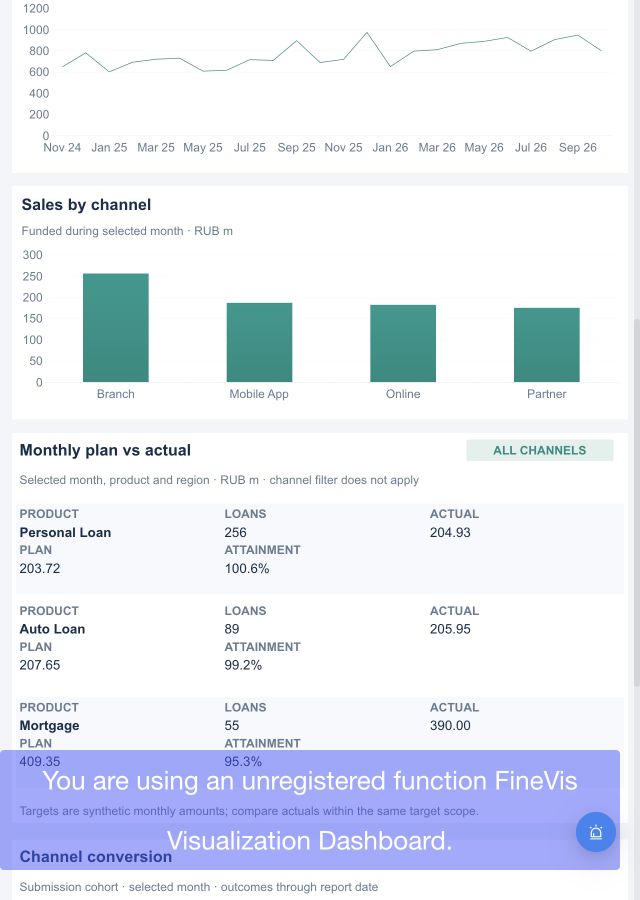 1200
1000
800
600
400
200
0
Nov 24 Jan 25 Mar 25 May 25 Jul 25 Sep 25 Nov 25 Jan 26 Mar 26 May 26 Jul 26 Sep 26
Sales by channel
Funded during selected month · RUB m
300
250
200
150
100
50
0
Branch Mobile App Online Partner
Monthly plan vs actual
ALL CHANNELS
Selected month, product and region · RUB m · channel filter does not apply
PRODUCT LOANS ACTUAL
Personal Loan 256 204.93
PLAN ATTAINMENT
203.72 100.6%
PRODUCT LOANS ACTUAL
Auto Loan 89 205.95
PLAN ATTAINMENT
207.65 99.2%
PRODUCT LOANS ACTUAL
Mortgage 55 390.00
PLAN ATTAINMENT
409.35 95.3%
You are using an unregistered function FineVis
Targets are synthetic monthly amounts; compare actuals within the same target scope.
Visualization Dashboard.
Channel conversion
Submission cohort · selected month · outcomes through report date